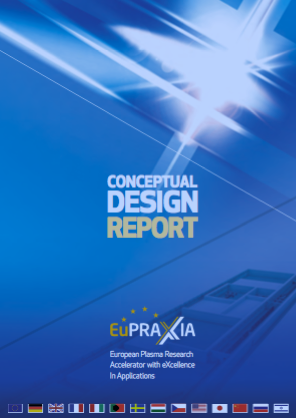 CONCEPTUAL
DESIGN
REPORT
EuPRAXIA
European Plasma Research
Accelerator with eXcellence
In Applications